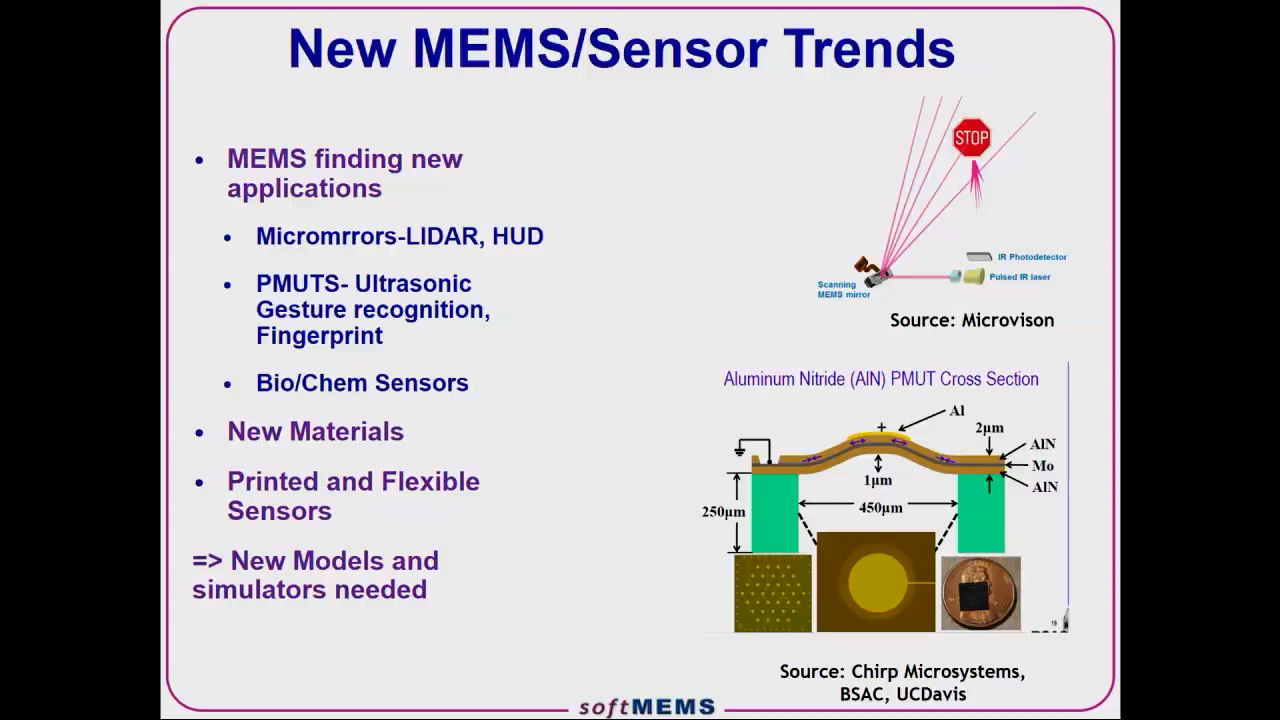 New MEMS/Sensor Trends
• MEMS finding new
applications
• Micromrrors-LIDAR, HUD
• PMUTS- Ultrasonic
Gesture recognition,
Fingerprint
• Bio/Chem Sensors
• New Materials
• Printed and Flexible
Sensors
=> New Models and
simulators needed
STOP
IR Photodetector
Pulsed IR laser
Scanning
MEMS mirror
Source: Microvison
Aluminum Nitride (AlN) PMUT Cross Section
Al
+
2μm
AlN
Mo
AlN
1μm
250μm
450μm
19
Source: Chirp Microsystems,
BSAC, UCDavis
softMEMS